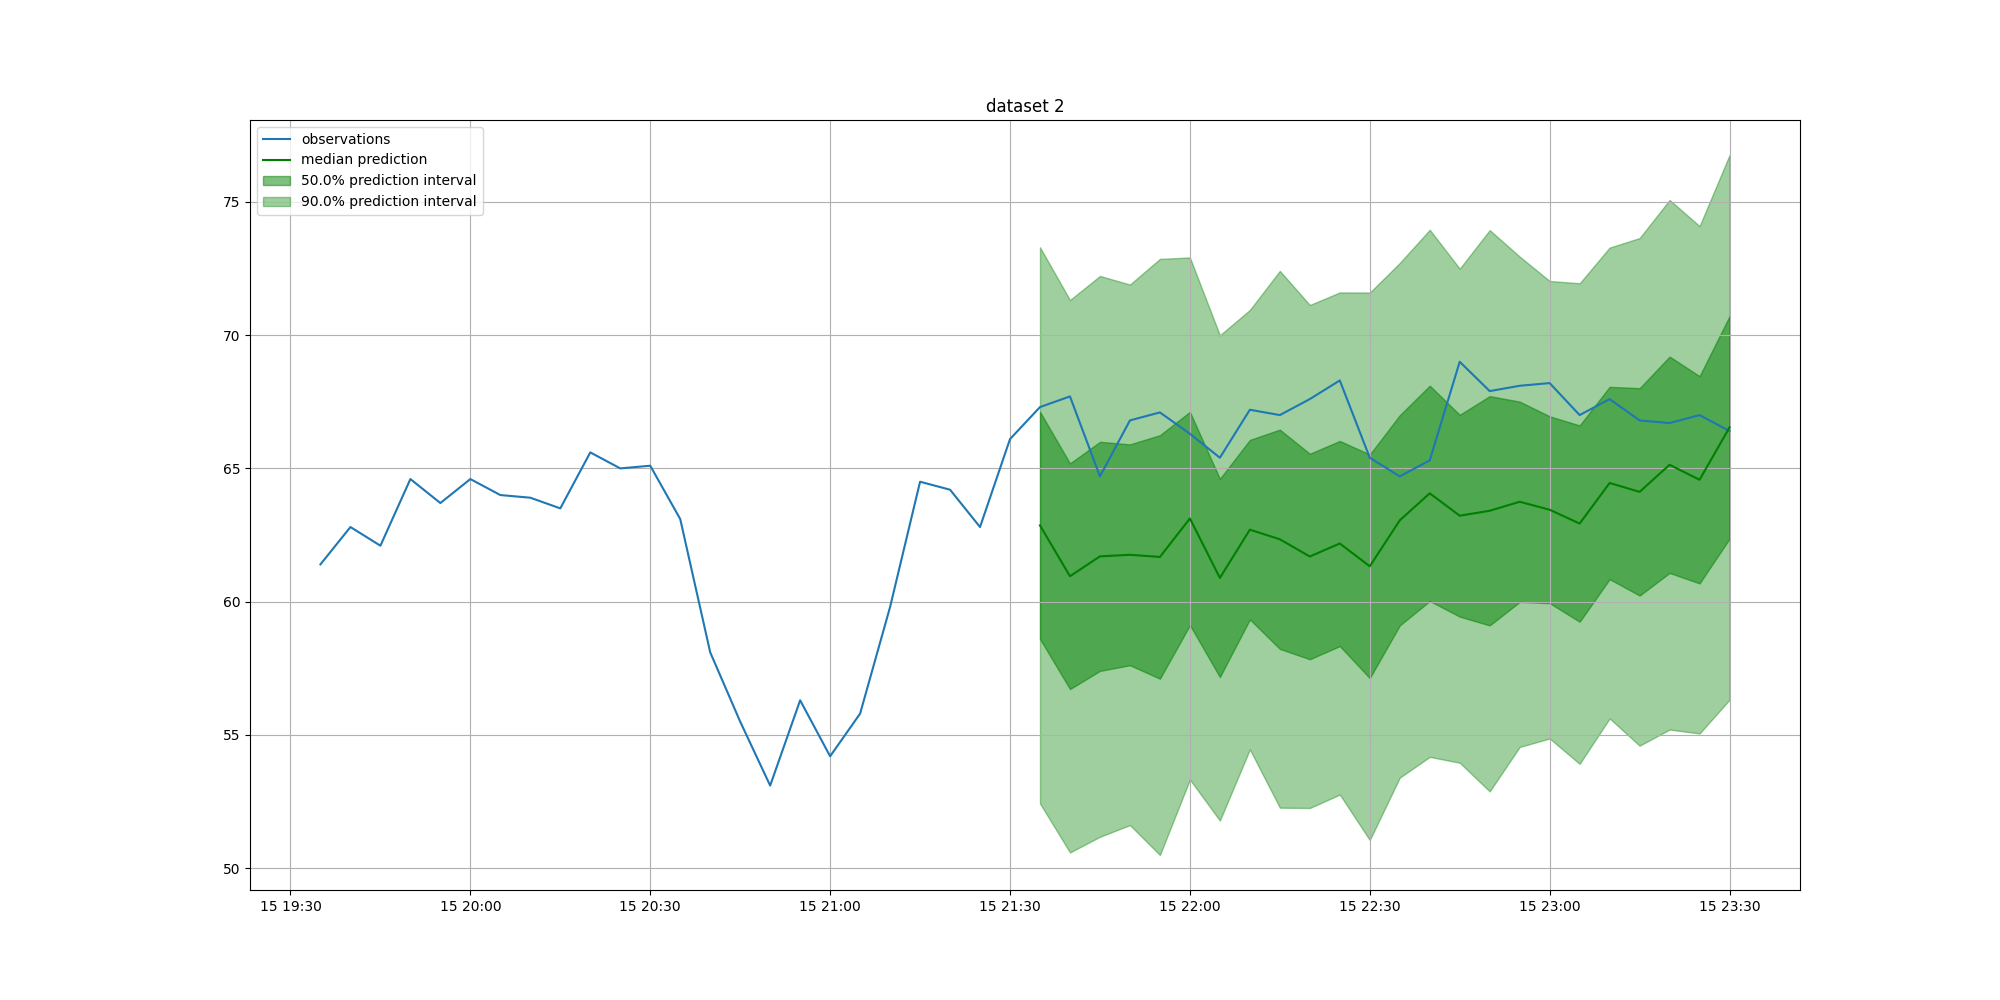 dataset 2
observations
median prediction
50.0% prediction interval
90.0% prediction interval
75
70
65
60
55
50
15 19:30 15 20:00 15 20:30 15 21:00 15 21:30 15 22:00 15 22:30 15 23:00 15 23:30